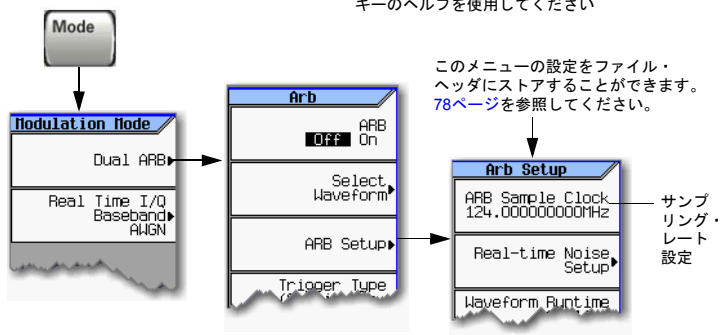 キーのヘルプを使用してください
Mode
このメニューの設定をファイル・
ヘッダにストアすることができます。
78ページを参照してください。
Modulation Mode
Dual ARB
Real Time I/Q
Baseband
AWGN
Arb
ARB
Off On
Select
Waveform
ARB Setup
Trigger Type
Arb Setup
ARB Sample Clock
124.000000000MHz
Real-time Noise
Setup
Waveform Runtime
サンプ
リング・
レート
設定